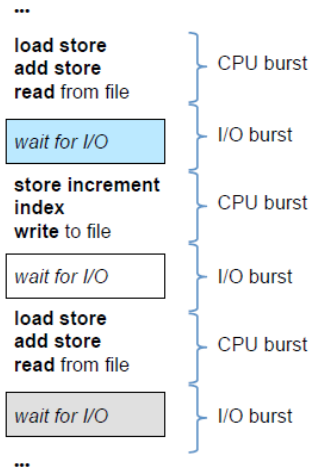 ...
load store
add store
read from file
CPU burst
wait for I/O
I/O burst
store increment
index
write to file
CPU burst
wait for I/O
I/O burst
load store
add store
read from file
CPU burst
wait for I/O
I/O burst
...